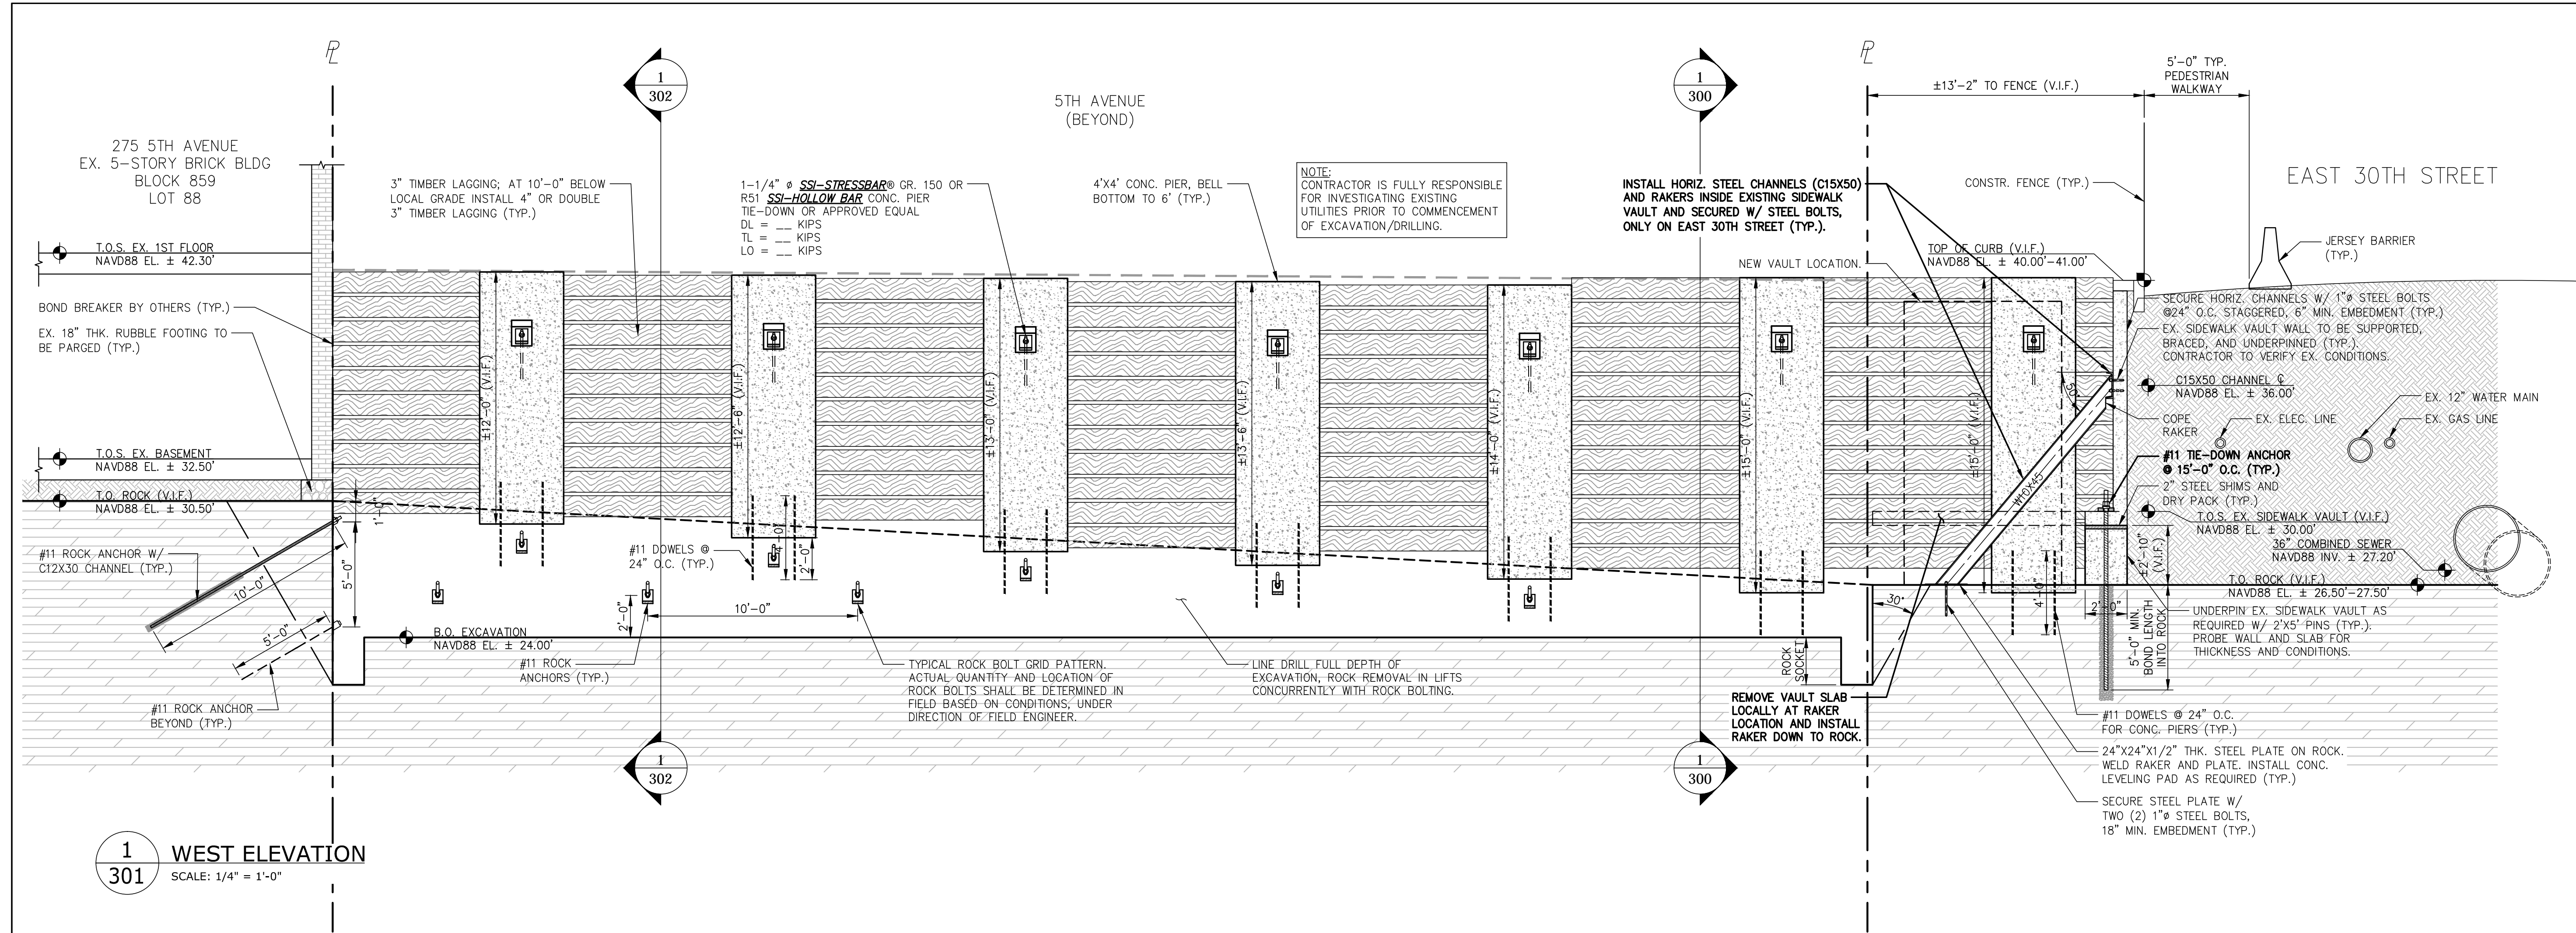 P/L
P/L
1
302
1
300
5TH AVENUE
(BEYOND)
±13'-2" TO FENCE (V.I.F.)
5'-0" TYP.
PEDESTRIAN
WALKWAY
275 5TH AVENUE
EX. 5-STORY BRICK BLDG
BLOCK 859
LOT 88
3" TIMBER LAGGING; AT 10'-0" BELOW
LOCAL GRADE INSTALL 4" OR DOUBLE
3" TIMBER LAGGING (TYP.)
1-1/4" ø SSI-STRESSBAR® GR. 150 OR
R51 SSI-HOLLOW BAR CONC. PIER
TIE-DOWN OR APPROVED EQUAL
DL = __ KIPS
TL = __ KIPS
LO = __ KIPS
4'X4' CONC. PIER, BELL
BOTTOM TO 6' (TYP.)
NOTE:
CONTRACTOR IS FULLY RESPONSIBLE
FOR INVESTIGATING EXISTING
UTILITIES PRIOR TO COMMENCEMENT
OF EXCAVATION/DRILLING.
INSTALL HORIZ. STEEL CHANNELS (C15X50)
AND RAKERS INSIDE EXISTING SIDEWALK
VAULT AND SECURED W/ STEEL BOLTS,
ONLY ON EAST 30TH STREET (TYP.).
CONSTR. FENCE (TYP.)
EAST 30TH STREET
T.O.S. EX. 1ST FLOOR
NAVD88 EL. ± 42.30'
BOND BREAKER BY OTHERS (TYP.)
EX. 18" THK. RUBBLE FOOTING TO
BE PARGED (TYP.)
T.O.S. EX. BASEMENT
NAVD88 EL. ± 32.50'
T.O. ROCK (V.I.F.)
NAVD88 EL. ± 30.50'
NEW VAULT LOCATION.
TOP OF CURB (V.I.F.)
NAVD88 EL. ± 40.00'-41.00'
JERSEY BARRIER
(TYP.)
SECURE HORIZ. CHANNELS W/ 1"ø STEEL BOLTS
@24" O.C. STAGGERED, 6" MIN. EMBEDMENT (TYP.)
EX. SIDEWALK VAULT WALL TO BE SUPPORTED,
BRACED, AND UNDERPINNED (TYP.).
CONTRACTOR TO VERIFY EX. CONDITIONS.
C15X50 CHANNEL ℄
NAVD88 EL. ± 36.00'
COPE
RAKER
EX. ELEC. LINE
EX. 12" WATER MAIN
EX. GAS LINE
#11 TIE-DOWN ANCHOR
@ 15'-0" O.C. (TYP.)
2" STEEL SHIMS AND
DRY PACK (TYP.)
T.O.S. EX. SIDEWALK VAULT (V.I.F.)
NAVD88 EL. ± 30.00'
36" COMBINED SEWER
NAVD88 INV. ± 27.20'
T.O. ROCK (V.I.F.)
NAVD88 EL. ± 26.50'-27.50'
±12'-0" (V.I.F.)
±12'-6" (V.I.F.)
±13'-0" (V.I.F.)
±13'-6" (V.I.F.)
±14'-0" (V.I.F.)
±15'-0" (V.I.F.)
±15'-0" (V.I.F.)
50°
W10X45
1'-0"
#11 ROCK ANCHOR W/
C12X30 CHANNEL (TYP.)
10'-0"
5'-0"
5'-0"
#11 ROCK ANCHOR
BEYOND (TYP.)
#11 DOWELS @
24" O.C. (TYP.)
4'-0"
2'-0"
10'-0"
2'-0"
B.O. EXCAVATION
NAVD88 EL. ± 24.00'
#11 ROCK
ANCHORS (TYP.)
TYPICAL ROCK BOLT GRID PATTERN.
ACTUAL QUANTITY AND LOCATION OF
ROCK BOLTS SHALL BE DETERMINED IN
FIELD BASED ON CONDITIONS, UNDER
DIRECTION OF FIELD ENGINEER.
LINE DRILL FULL DEPTH OF
EXCAVATION, ROCK REMOVAL IN LIFTS
CONCURRENTLY WITH ROCK BOLTING.
ROCK
SOCKET
30°
4'-0"
2'-0"
±2'-10"
(V.I.F.)
5'-0" MIN.
BOND LENGTH
INTO ROCK
REMOVE VAULT SLAB
LOCALLY AT RAKER
LOCATION AND INSTALL
RAKER DOWN TO ROCK.
UNDERPIN EX. SIDEWALK VAULT AS
REQUIRED W/ 2'X5' PINS (TYP.).
PROBE WALL AND SLAB FOR
THICKNESS AND CONDITIONS.
#11 DOWELS @ 24" O.C.
FOR CONC. PIERS (TYP.)
24"X24"X1/2" THK. STEEL PLATE ON ROCK.
WELD RAKER AND PLATE. INSTALL CONC.
LEVELING PAD AS REQUIRED (TYP.)
SECURE STEEL PLATE W/
TWO (2) 1"ø STEEL BOLTS,
18" MIN. EMBEDMENT (TYP.)
1
302
1
300
1
301
WEST ELEVATION
SCALE: 1/4" = 1'-0"